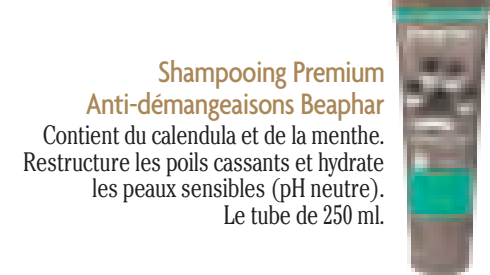 Shampooing Premium
Anti-démangeaisons Beaphar
Contient du calendula et de la menthe.
Restructure les poils cassants et hydrate
les peaux sensibles (pH neutre).
Le tube de 250 ml.